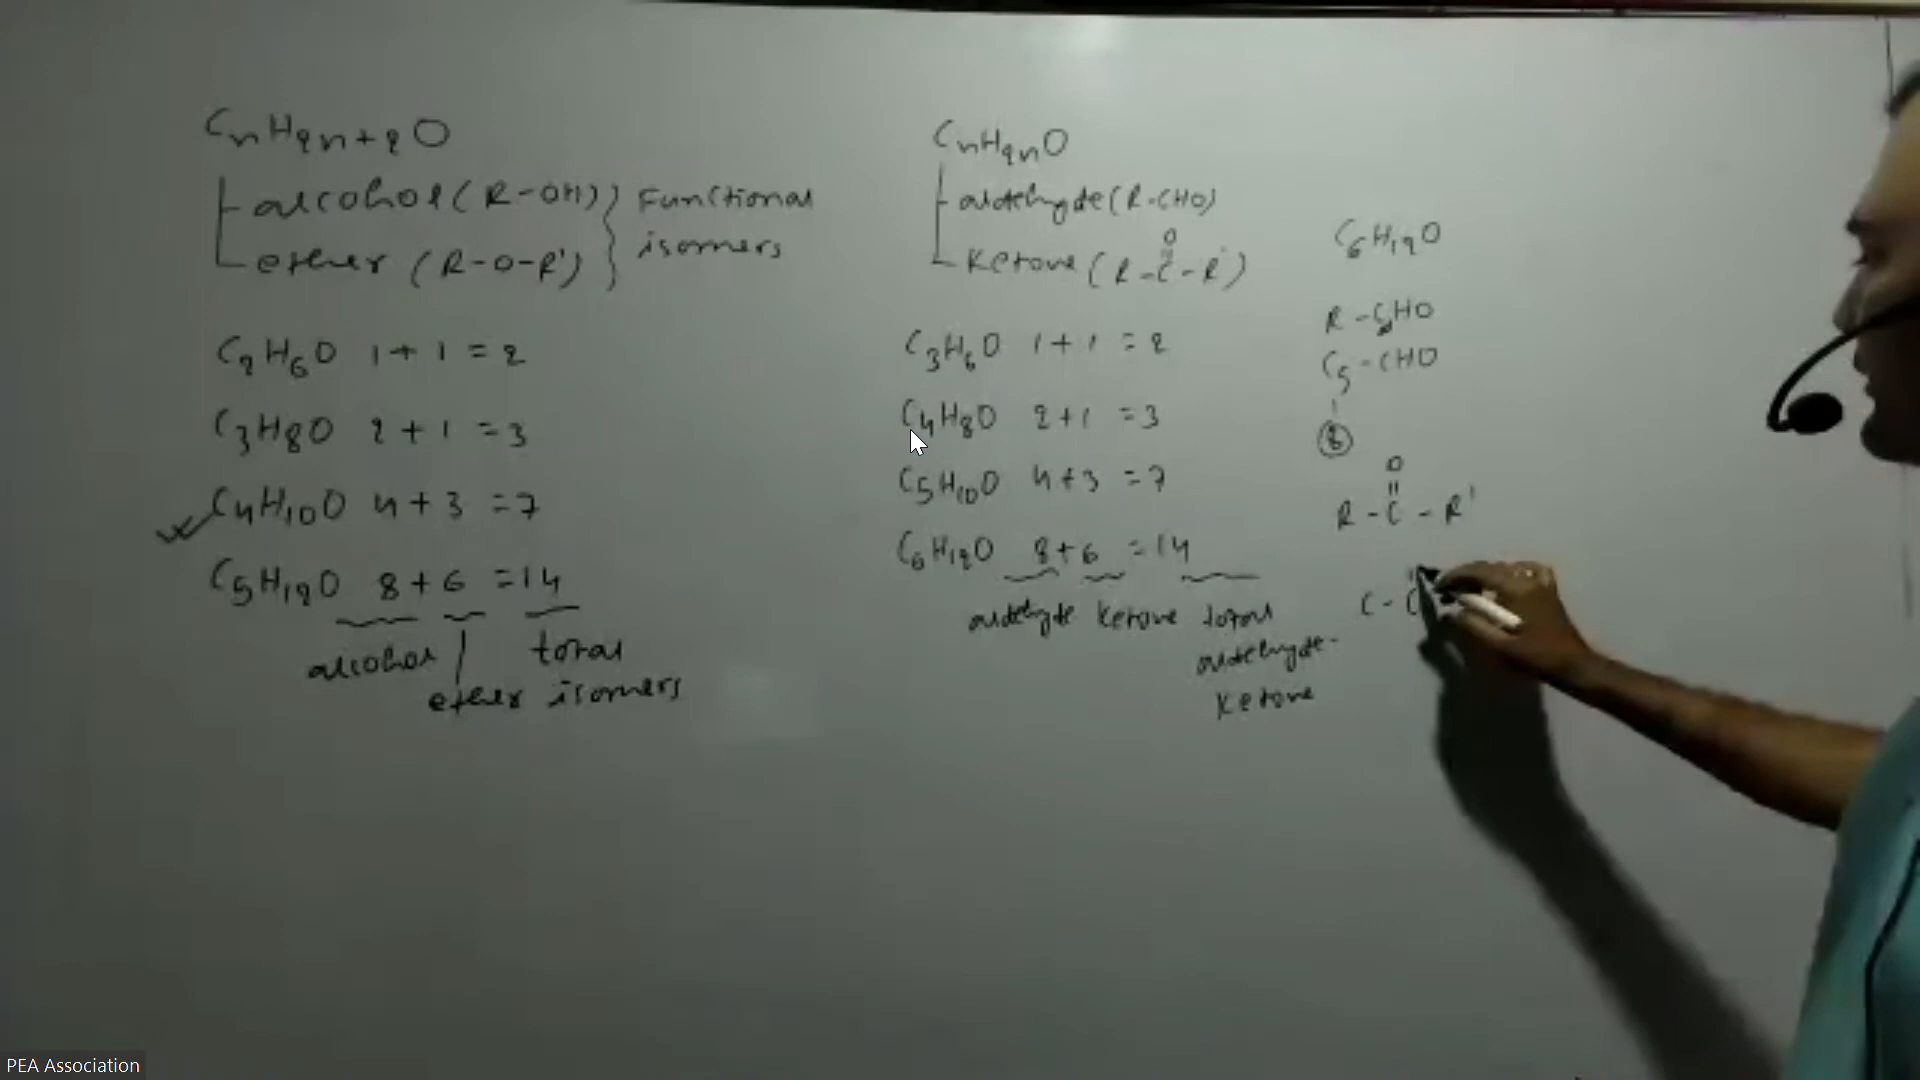 CnH2n+2O
alcohol (R-OH)
ether (R-O-R')
Functional
isomers
C2H6O 1+1=2
C3H8O 2+1=3
C4H10O 4+3=7
C5H12O 8+6=14
alcohol
ether
total
isomers
CnH2nO
aldehyde (R-CHO)
O
Ketone (R-C-R')
C3H6O 1+1=2
C4H8O 2+1=3
C5H10O 4+3=7
C6H12O 8+6=14
aldehyde Ketone total
aldehyde-
Ketone
C6H12O
R-CHO
C5-CHO
8
O
R-C-R'
C-C
PEA Association